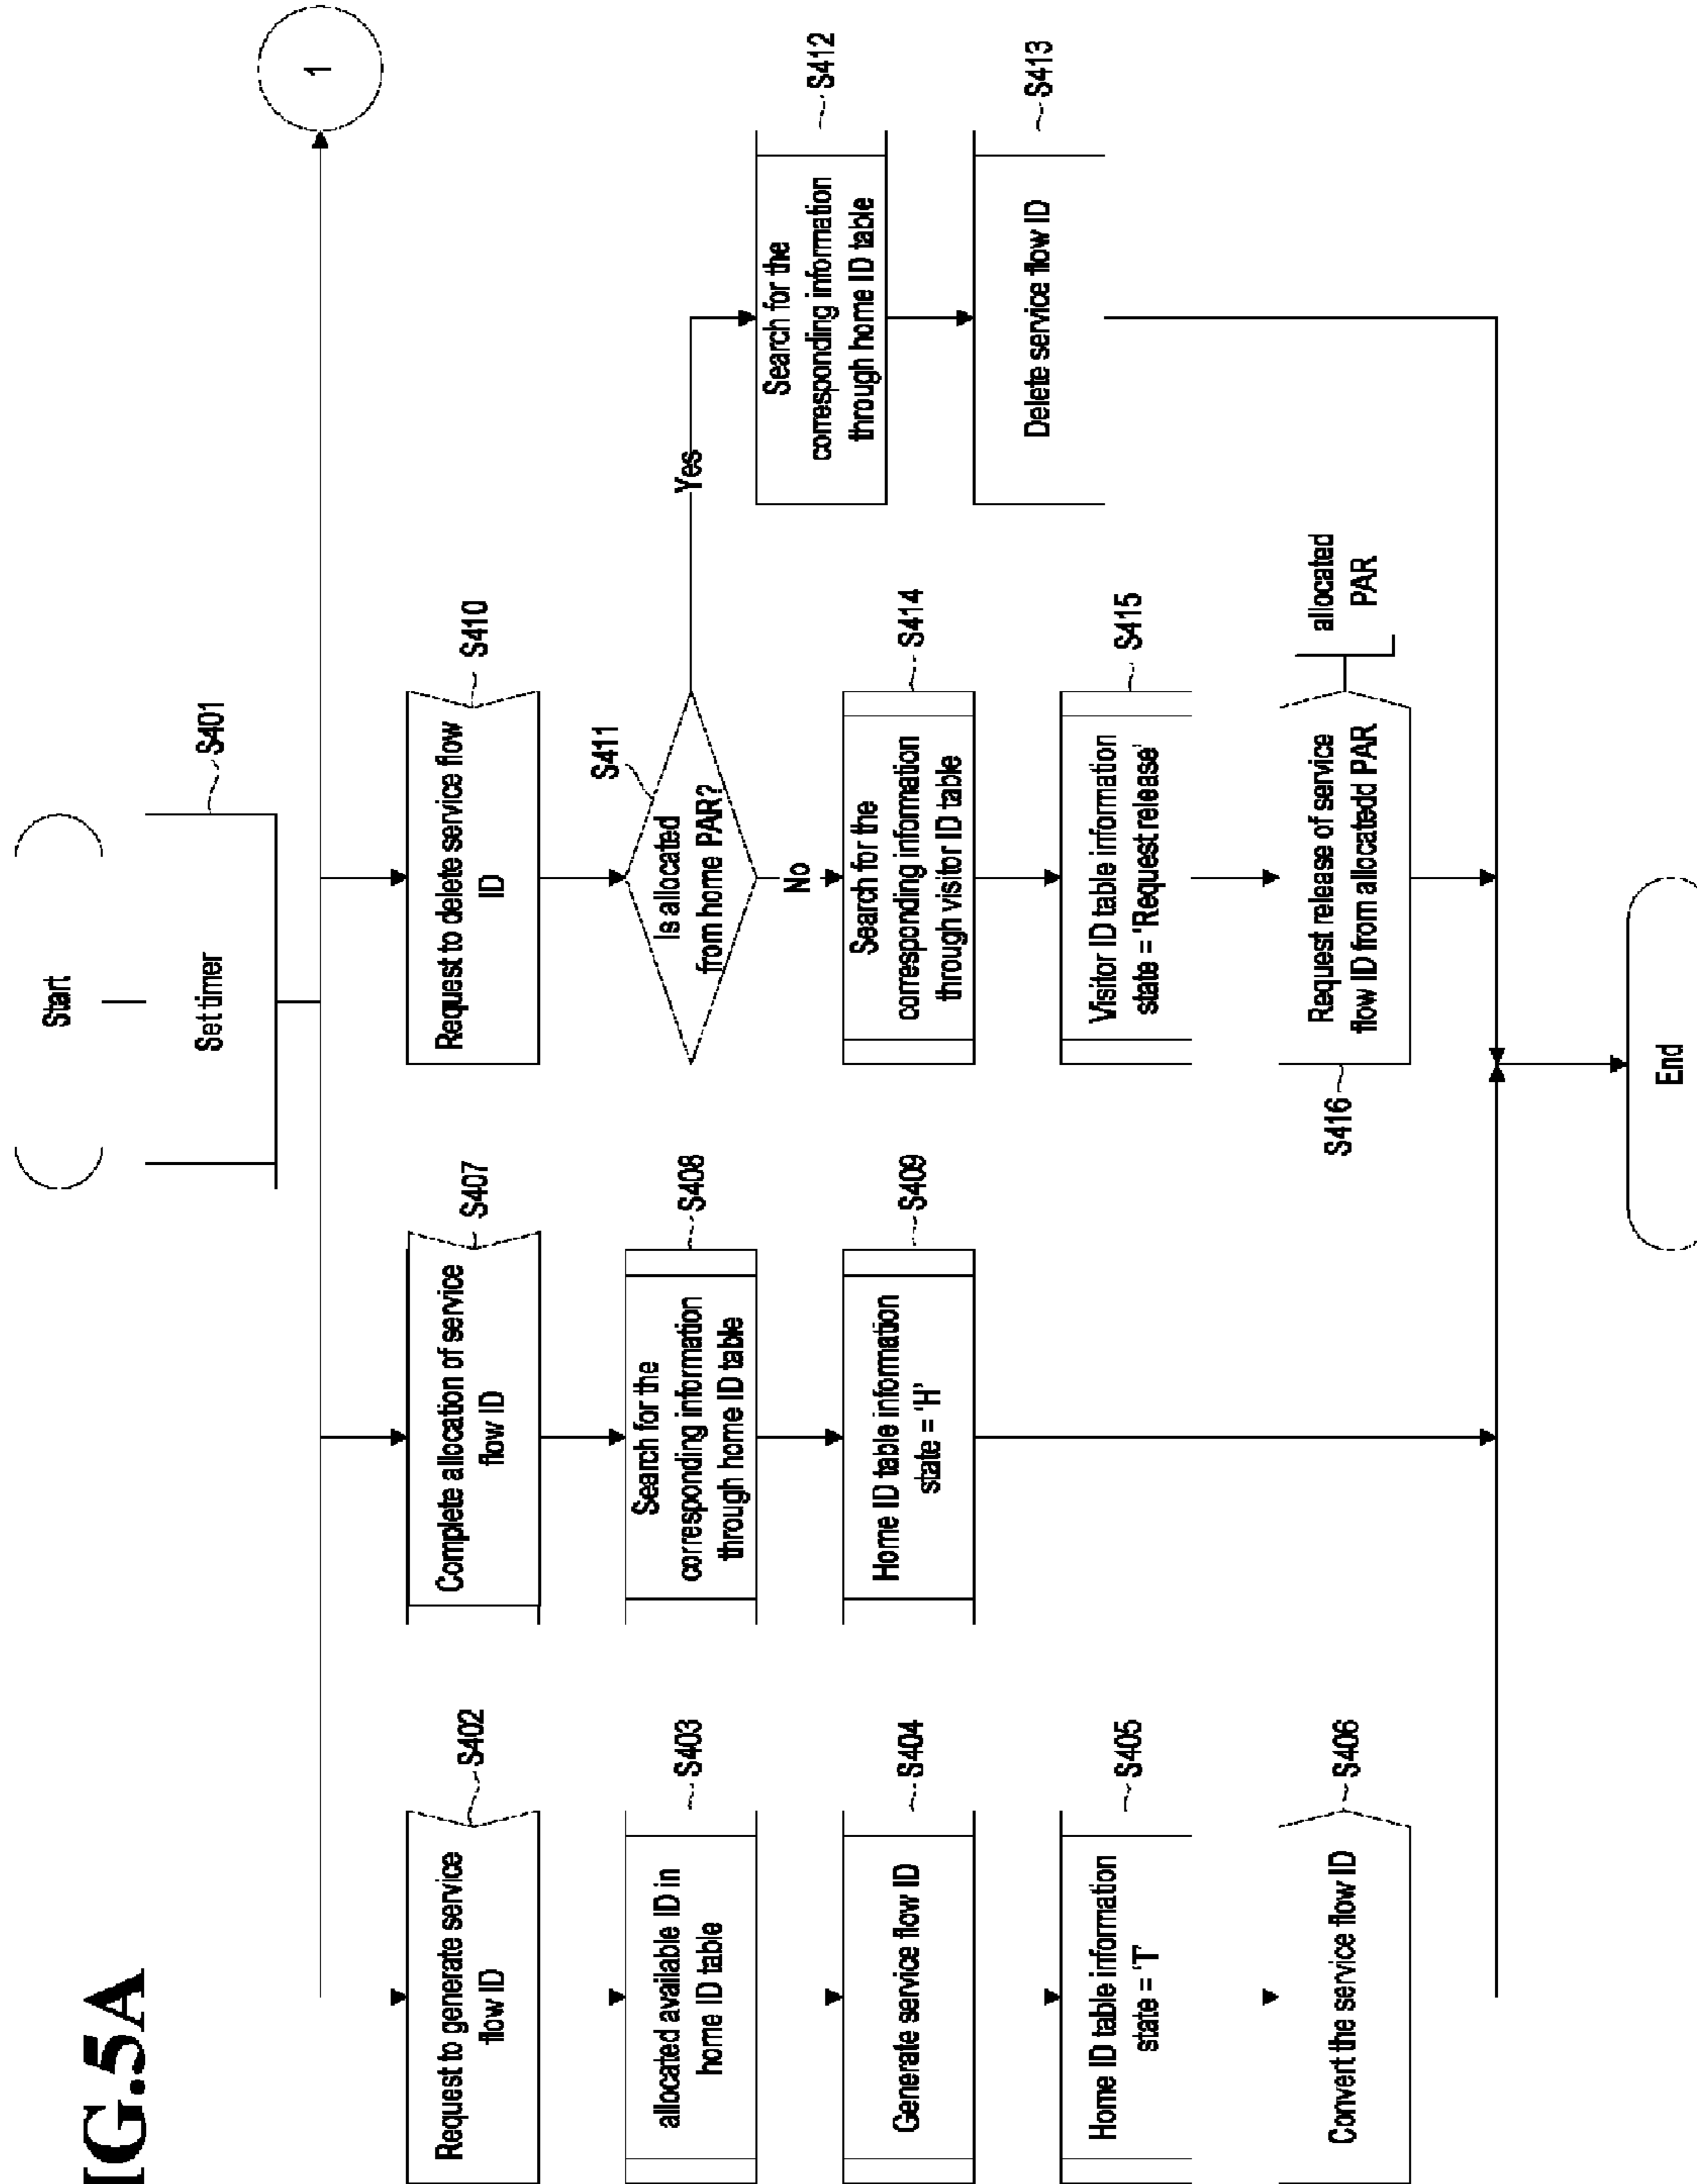 IG.5A
Start
Set timer
S401
1
Request to generate service
flow ID
S402
allocated available ID in
home ID table
S403
Generate service flow ID
S404
Home ID table information
state = 'T'
S405
Convert the service flow ID
S406
Complete allocation of service
flow ID
S407
Search for the
corresponding information
through home ID table
S408
Home ID table information
state = 'H'
S409
Request to delete service flow
ID
S410
Is allocated
from home PAR?
S411
Yes
No
Search for the
corresponding information
through home ID table
S412
Delete service flow ID
S413
Search for the
corresponding information
through visitor ID table
S414
Visitor ID table information
state = 'Request release'
S415
Request release of service
flow ID from allocatedd PAR
S416
allocated
PAR
End